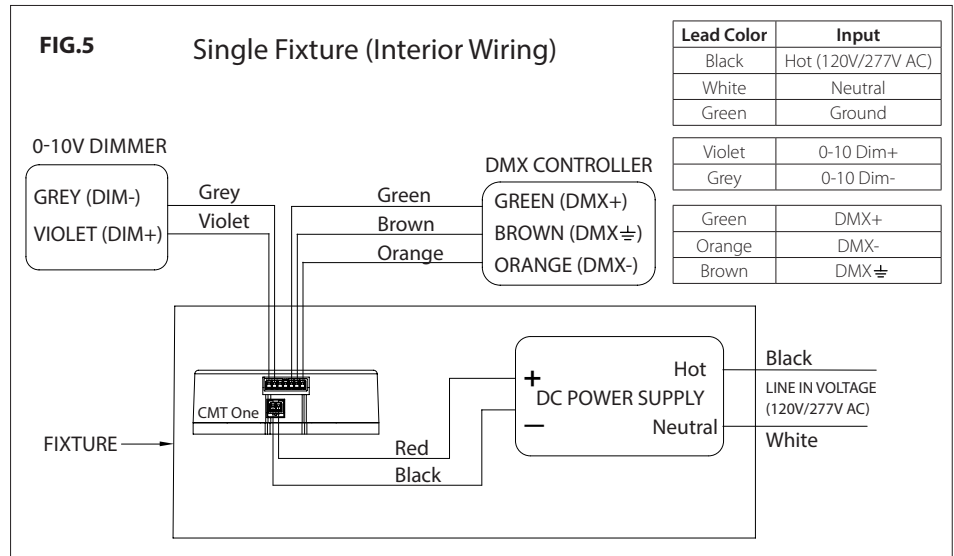 FIG.5
Single Fixture (Interior Wiring)
Lead Color Input
Black Hot (120V/277V AC)
White Neutral
Green Ground
Violet 0-10 Dim+
Grey 0-10 Dim-
Green DMX+
Orange DMX-
Brown DMX⏚
0-10V DIMMER
GREY (DIM-)
VIOLET (DIM+)
Grey
Violet
Green
Brown
Orange
DMX CONTROLLER
GREEN (DMX+)
BROWN (DMX⏚)
ORANGE (DMX-)
CMT One
FIXTURE
Red
Black
+
DC POWER SUPPLY
—
Hot
Neutral
Black
LINE IN VOLTAGE
(120V/277V AC)
White